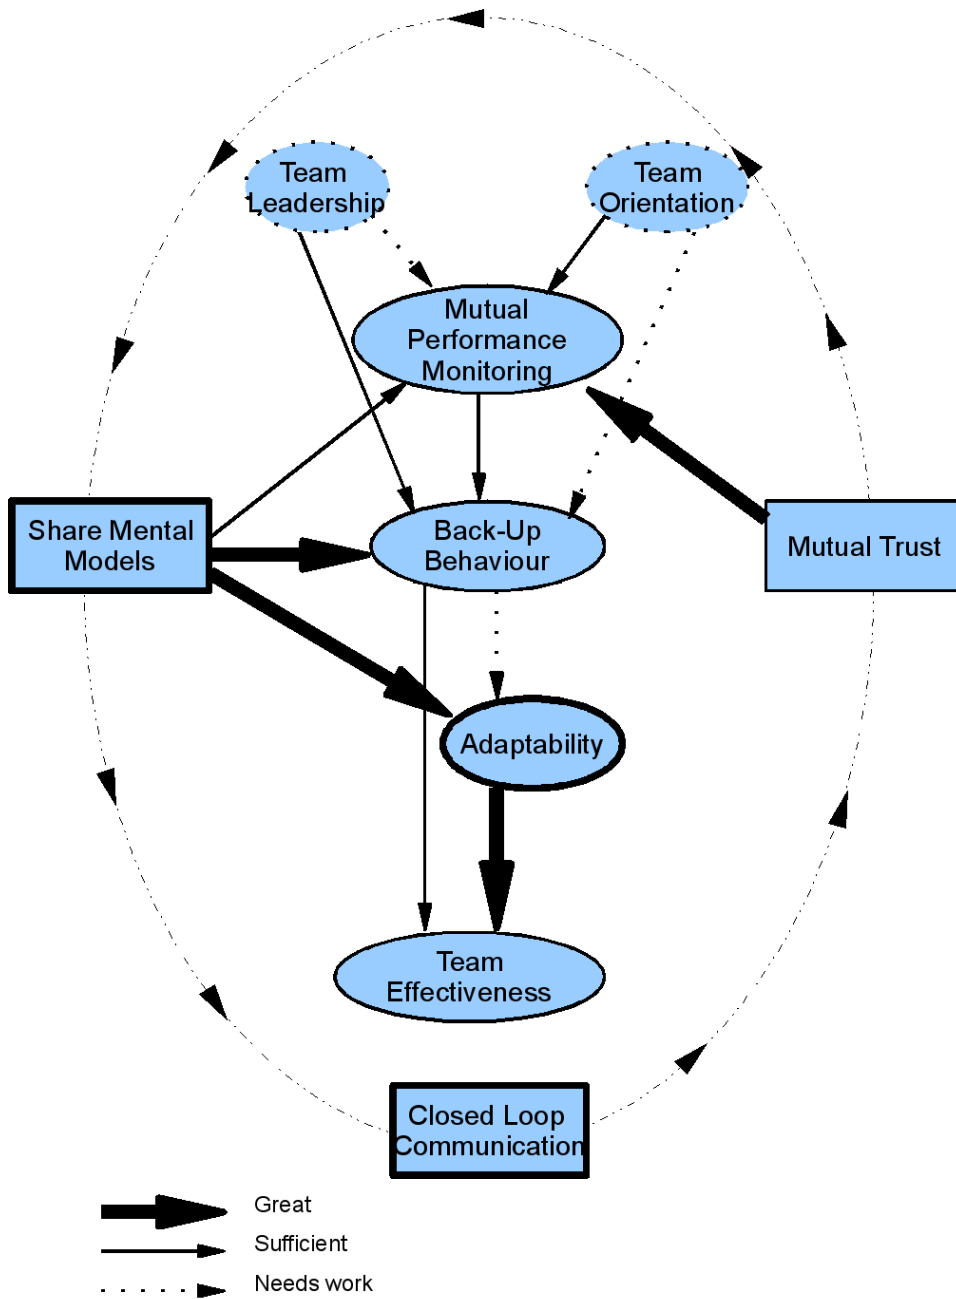 Team
Leadership
Team
Orientation
Mutual
Performance
Monitoring
Share Mental
Models
Back-Up
Behaviour
Mutual Trust
Adaptability
Team
Effectiveness
Closed Loop
Communication
Great
Sufficient
Needs work